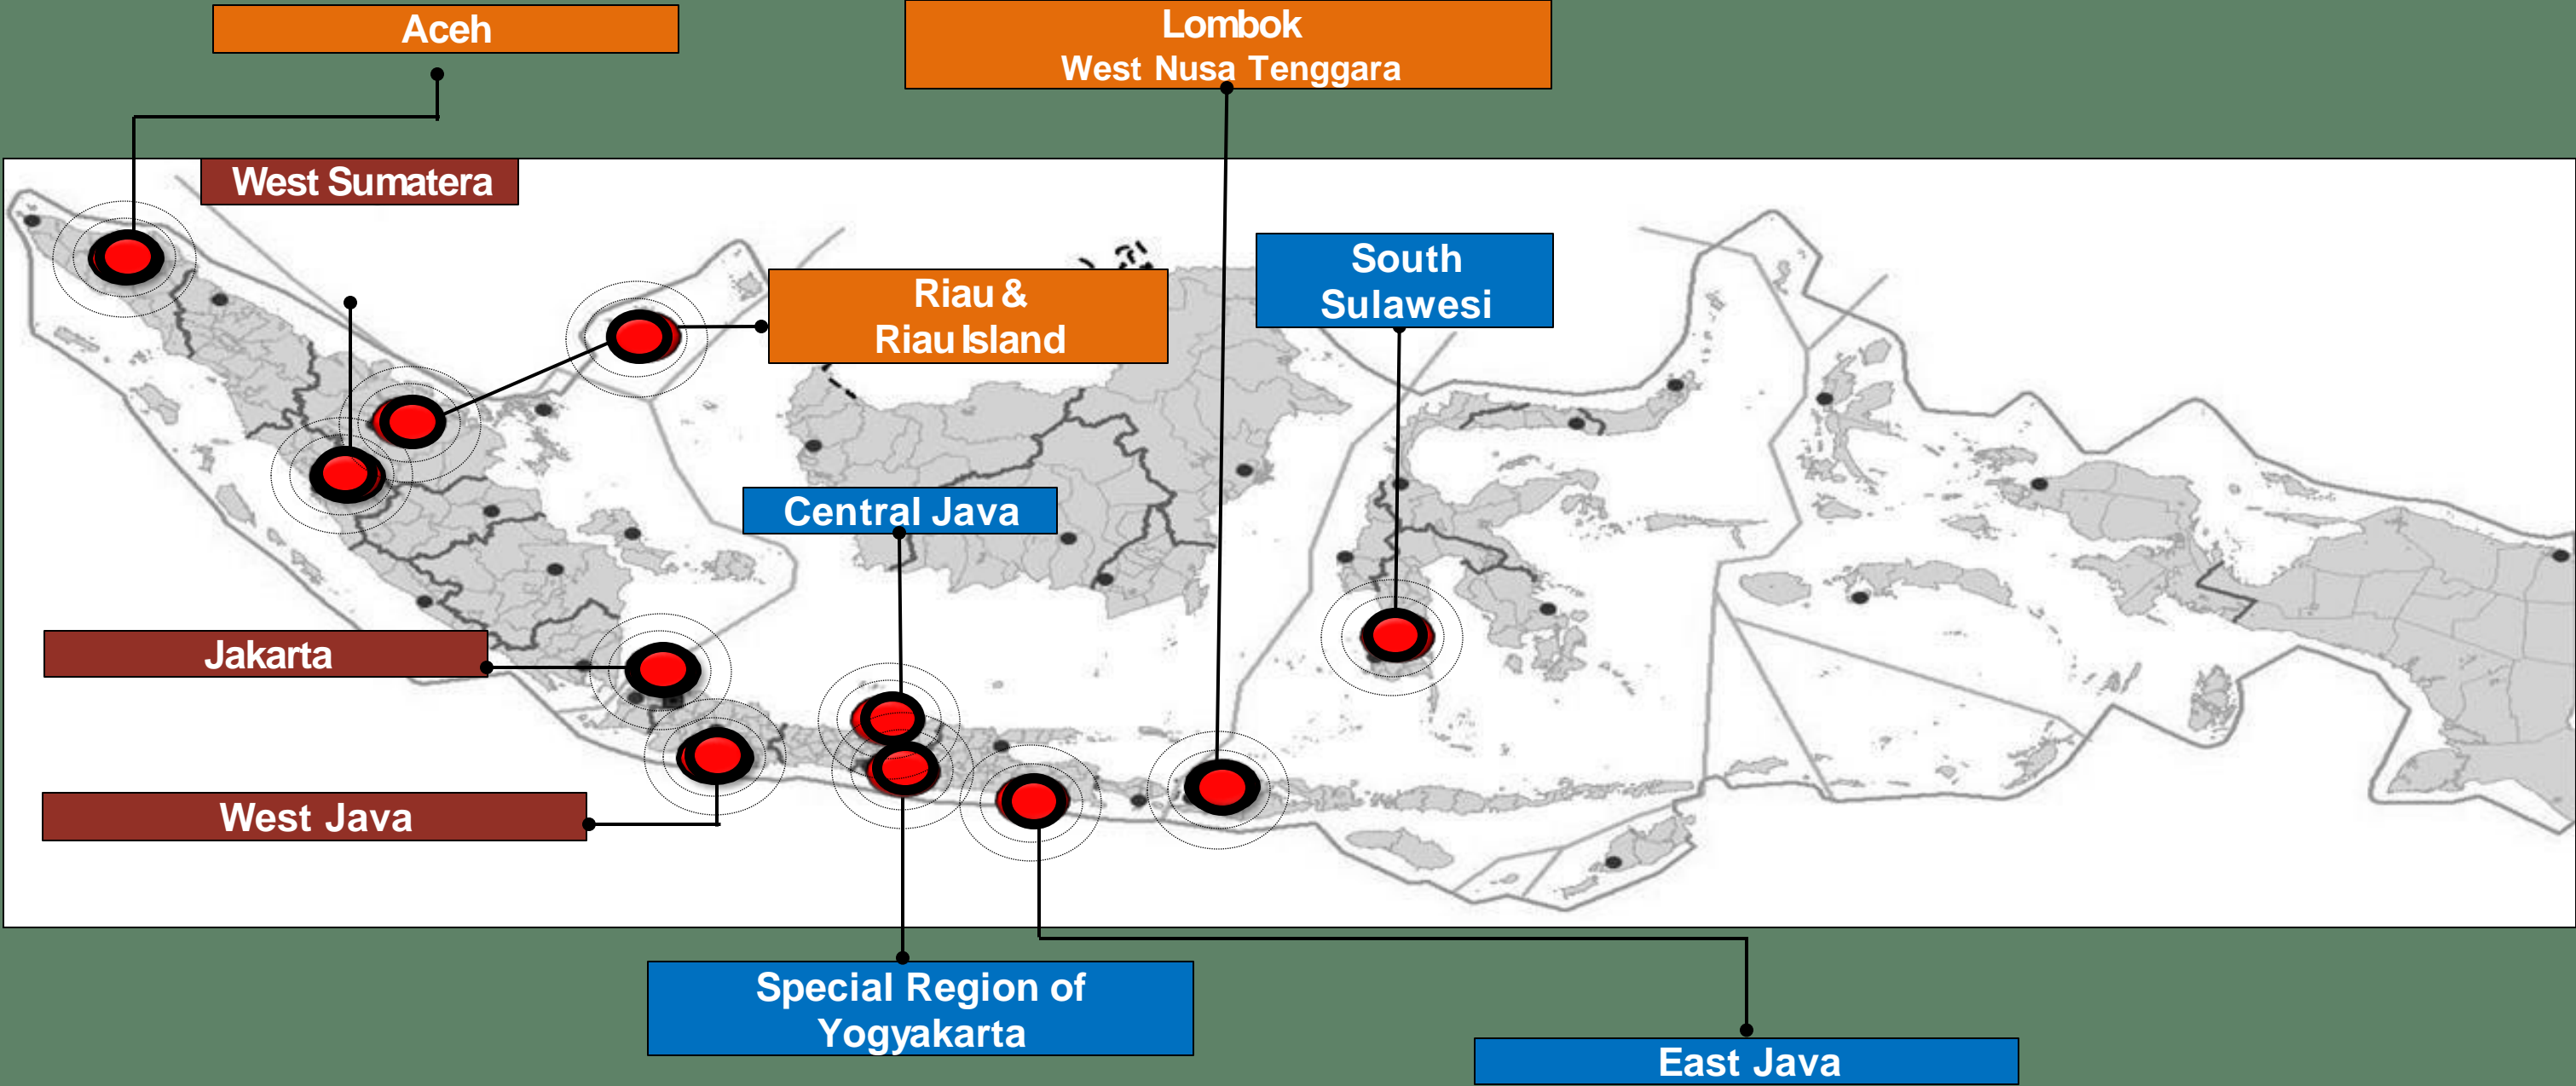 Aceh
Lombok
West Nusa Tenggara
West Sumatera
South
Sulawesi
Riau &
Riau Island
Central Java
Jakarta
West Java
Special Region of
Yogyakarta
East Java